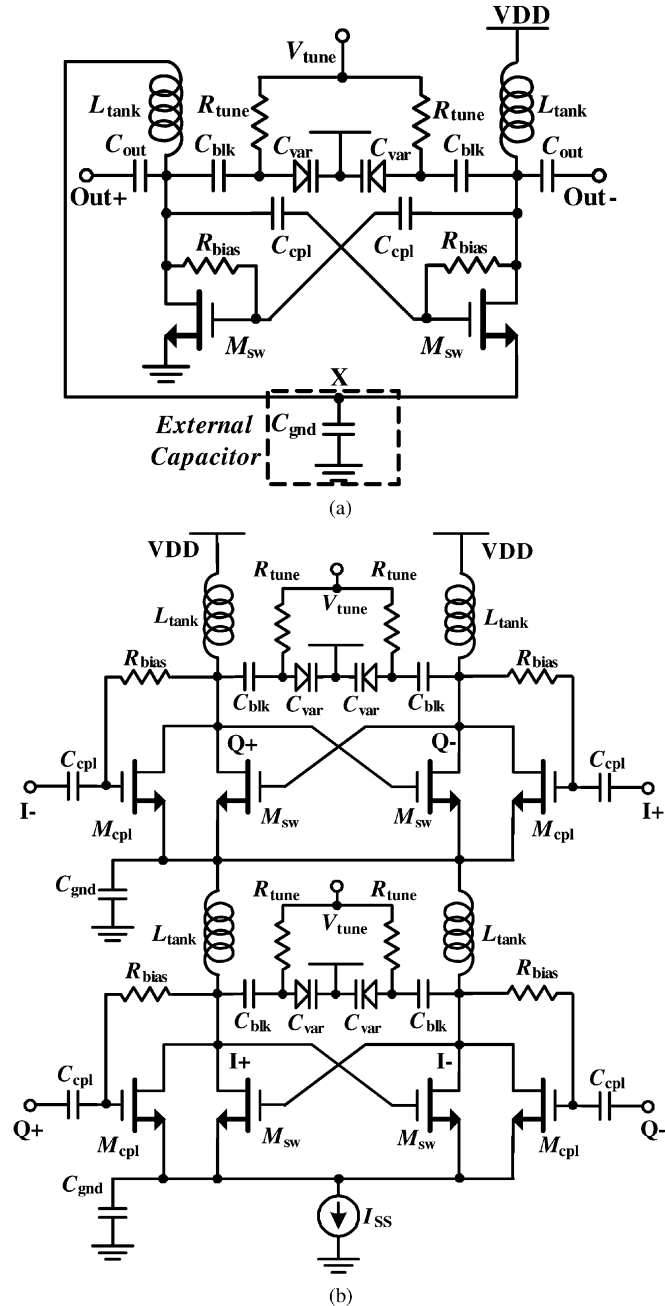 VDD
Vtune
Ltank Rtune Rtune Ltank
Cout Cblk Cvar Cvar Cblk Cout
Out+ Out-
Ccpl Ccpl
Rbias Rbias
Msw Msw
X
External Cgnd
Capacitor
(a)
VDD VDD
Rtune Rtune
Vtune
Ltank Ltank
Rbias Rbias
Cblk Cvar Cvar Cblk
Ccpl Q+ Q- Ccpl
I- I+
Mcpl Msw Msw Mcpl
Cgnd
Rtune Rtune
Ltank Vtune Ltank
Rbias Rbias
Cblk Cvar Cvar Cblk
Ccpl I+ I- Ccpl
Q+ Q-
Mcpl Msw Msw Mcpl
Cgnd
ISS
(b)